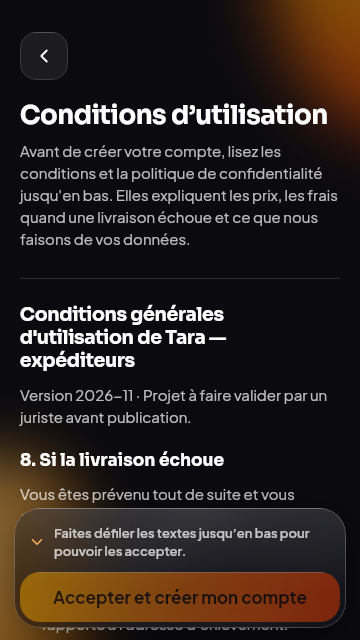 Conditions d’utilisation
Avant de créer votre compte, lisez les
conditions et la politique de confidentialité
jusqu’en bas. Elles expliquent les prix, les frais
quand une livraison échoue et ce que nous
faisons de vos données.
Conditions générales
d'utilisation de Tara —
expéditeurs
Version 2026-11 · Projet à faire valider par un
juriste avant publication.
8. Si la livraison échoue
Vous êtes prévenu tout de suite et vous
Faites défiler les textes jusqu’en bas pour
pouvoir les accepter.
Accepter et créer mon compte